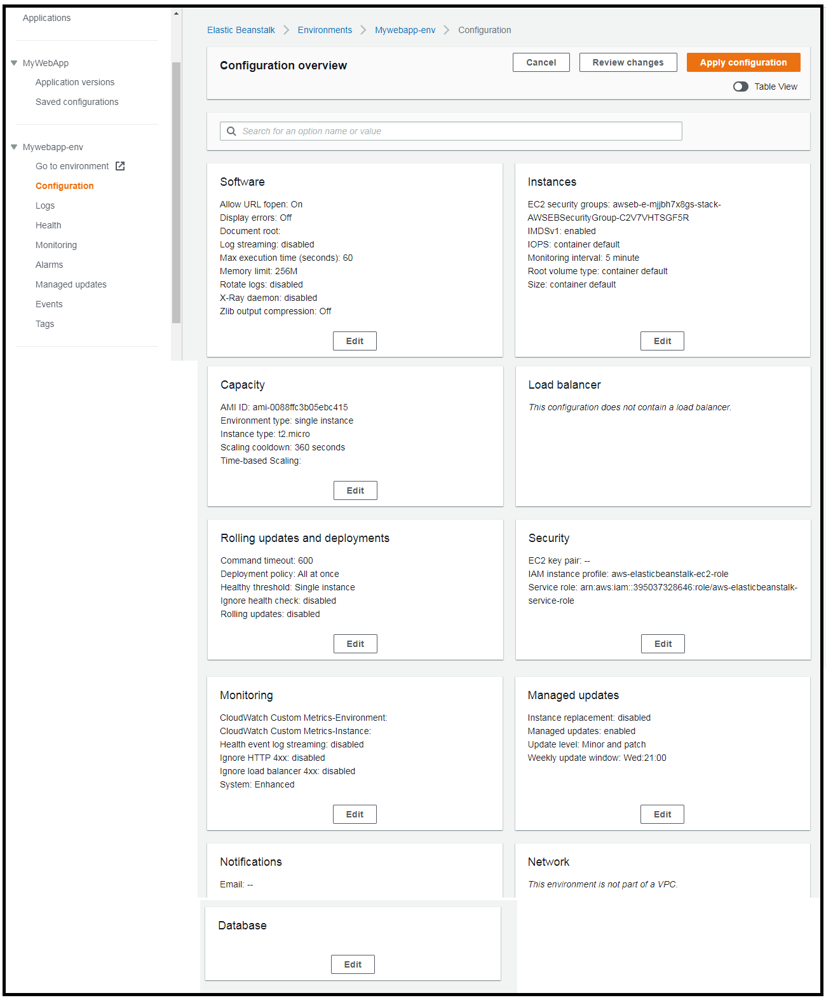 Applications
MyWebApp
Application versions
Saved configurations
Mywebapp-env
Go to environment
Configuration
Logs
Health
Monitoring
Alarms
Managed updates
Events
Tags
Elastic Beanstalk > Environments > Mywebapp-env > Configuration
Configuration overview
Cancel
Review changes
Apply configuration
Table View
Search for an option name or value
Software
Allow URL fopen: On
Display errors: Off
Document root:
Log streaming: disabled
Max execution time (seconds): 60
Memory limit: 256M
Rotate logs: disabled
X-Ray daemon: disabled
Zlib output compression: Off
Edit
Instances
EC2 security groups: awseb-e-mjjbh7x8gs-stack-
AWSEBSecurityGroup-C2V7VHTSGF5R
IMDSv1: enabled
IOPS: container default
Monitoring interval: 5 minute
Root volume type: container default
Size: container default
Edit
Capacity
AMI ID: ami-0088ffc3b05ebc415
Environment type: single instance
Instance type: t2.micro
Scaling cooldown: 360 seconds
Time-based Scaling:
Edit
Load balancer
This configuration does not contain a load balancer.
Rolling updates and deployments
Command timeout: 600
Deployment policy: All at once
Healthy threshold: Single instance
Ignore health check: disabled
Rolling updates: disabled
Edit
Security
EC2 key pair: --
IAM instance profile: aws-elasticbeanstalk-ec2-role
Service role: arn:aws:iam::395037328646:role/aws-elasticbeanstalk-
service-role
Edit
Monitoring
CloudWatch Custom Metrics-Environment:
CloudWatch Custom Metrics-Instance:
Health event log streaming: disabled
Ignore HTTP 4xx: disabled
Ignore load balancer 4xx: disabled
System: Enhanced
Edit
Managed updates
Instance replacement: disabled
Managed updates: enabled
Update level: Minor and patch
Weekly update window: Wed:21:00
Edit
Notifications
Email: --
Network
This environment is not part of a VPC.
Database
Edit